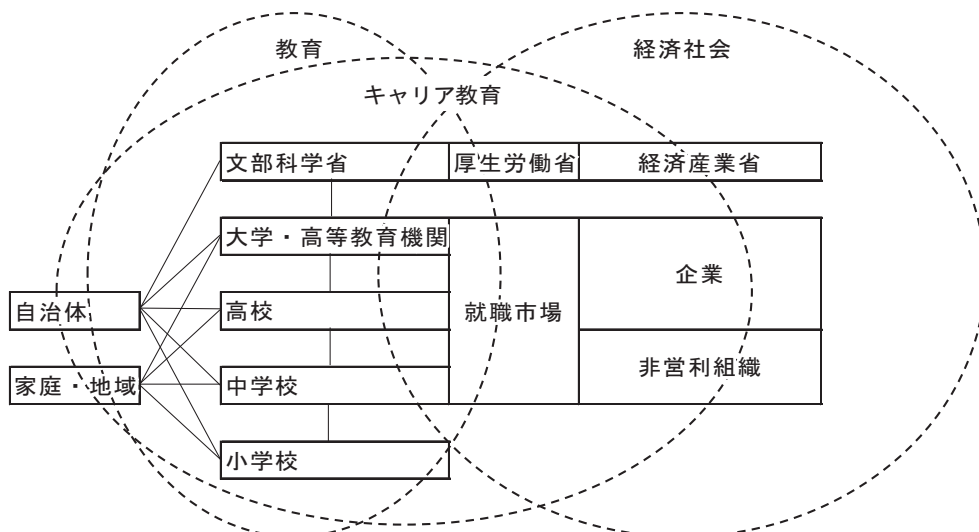 教育
経済社会
キャリア教育
文部科学省
厚生労働省
経済産業省
大学・高等教育機関
企業
自治体
高校
就職市場
家庭・地域
中学校
非営利組織
小学校